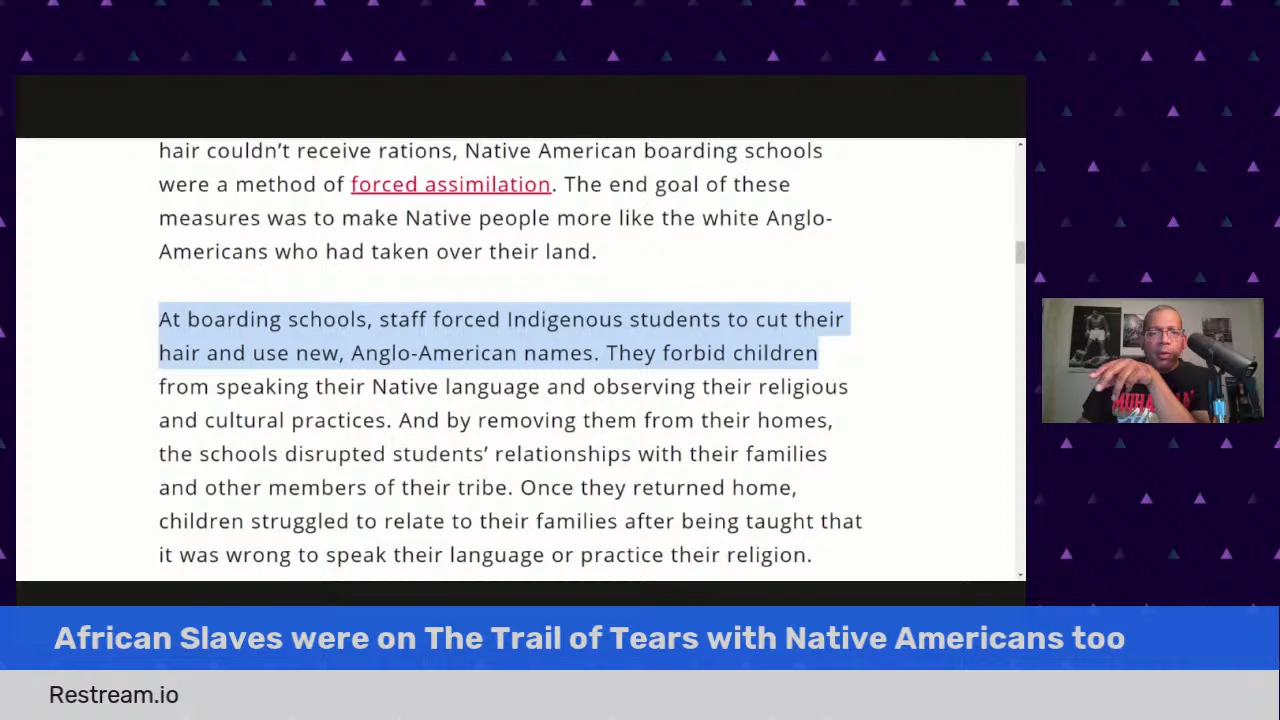 hair couldn’t receive rations, Native American boarding schools
were a method of forced assimilation. The end goal of these
measures was to make Native people more like the white Anglo-
Americans who had taken over their land.
At boarding schools, staff forced Indigenous students to cut their
hair and use new, Anglo-American names. They forbid children
from speaking their Native language and observing their religious
and cultural practices. And by removing them from their homes,
the schools disrupted students’ relationships with their families
and other members of their tribe. Once they returned home,
children struggled to relate to their families after being taught that
it was wrong to speak their language or practice their religion.
African Slaves were on The Trail of Tears with Native Americans too
Restream.io